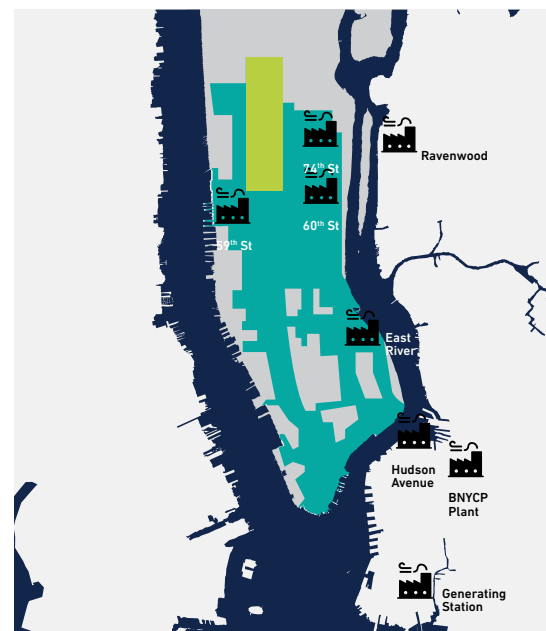 74th St
Ravenwood
60th St
59th St
East
River
Hudson
Avenue
BNYCP
Plant
Generating
Station